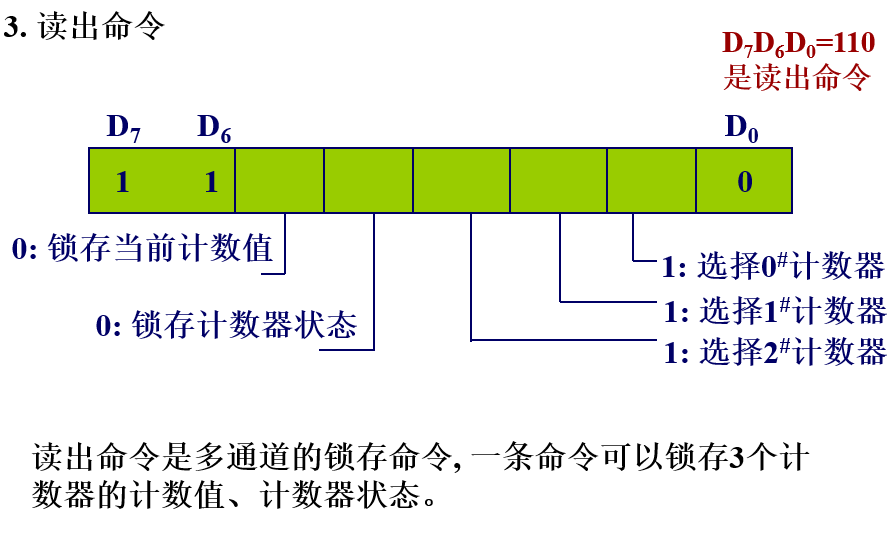 3. 读出命令
D7D6D0=110
是读出命令
D7 D6 D0
1 1 0
0: 锁存当前计数值
1: 选择0#计数器
1: 选择1#计数器
0: 锁存计数器状态
1: 选择2#计数器
读出命令是多通道的锁存命令, 一条命令可以锁存3个计
数器的计数值、计数器状态。